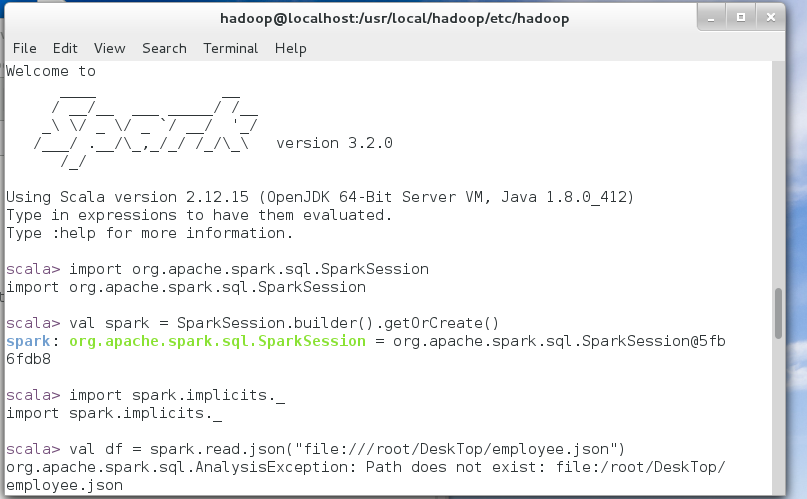 hadoop@localhost:/usr/local/hadoop/etc/hadoop
File Edit View Search Terminal Help
Welcome to
Spark version 3.2.0
Using Scala version 2.12.15 (OpenJDK 64-Bit Server VM, Java 1.8.0_412)
Type in expressions to have them evaluated.
Type :help for more information.
scala> import org.apache.spark.sql.SparkSession
import org.apache.spark.sql.SparkSession
scala> val spark = SparkSession.builder().getOrCreate()
spark: org.apache.spark.sql.SparkSession = org.apache.spark.sql.SparkSession@5fb
6fdb8
scala> import spark.implicits._
import spark.implicits._
scala> val df = spark.read.json("file:///root/DeskTop/employee.json")
org.apache.spark.sql.AnalysisException: Path does not exist: file:/root/DeskTop/
employee.json